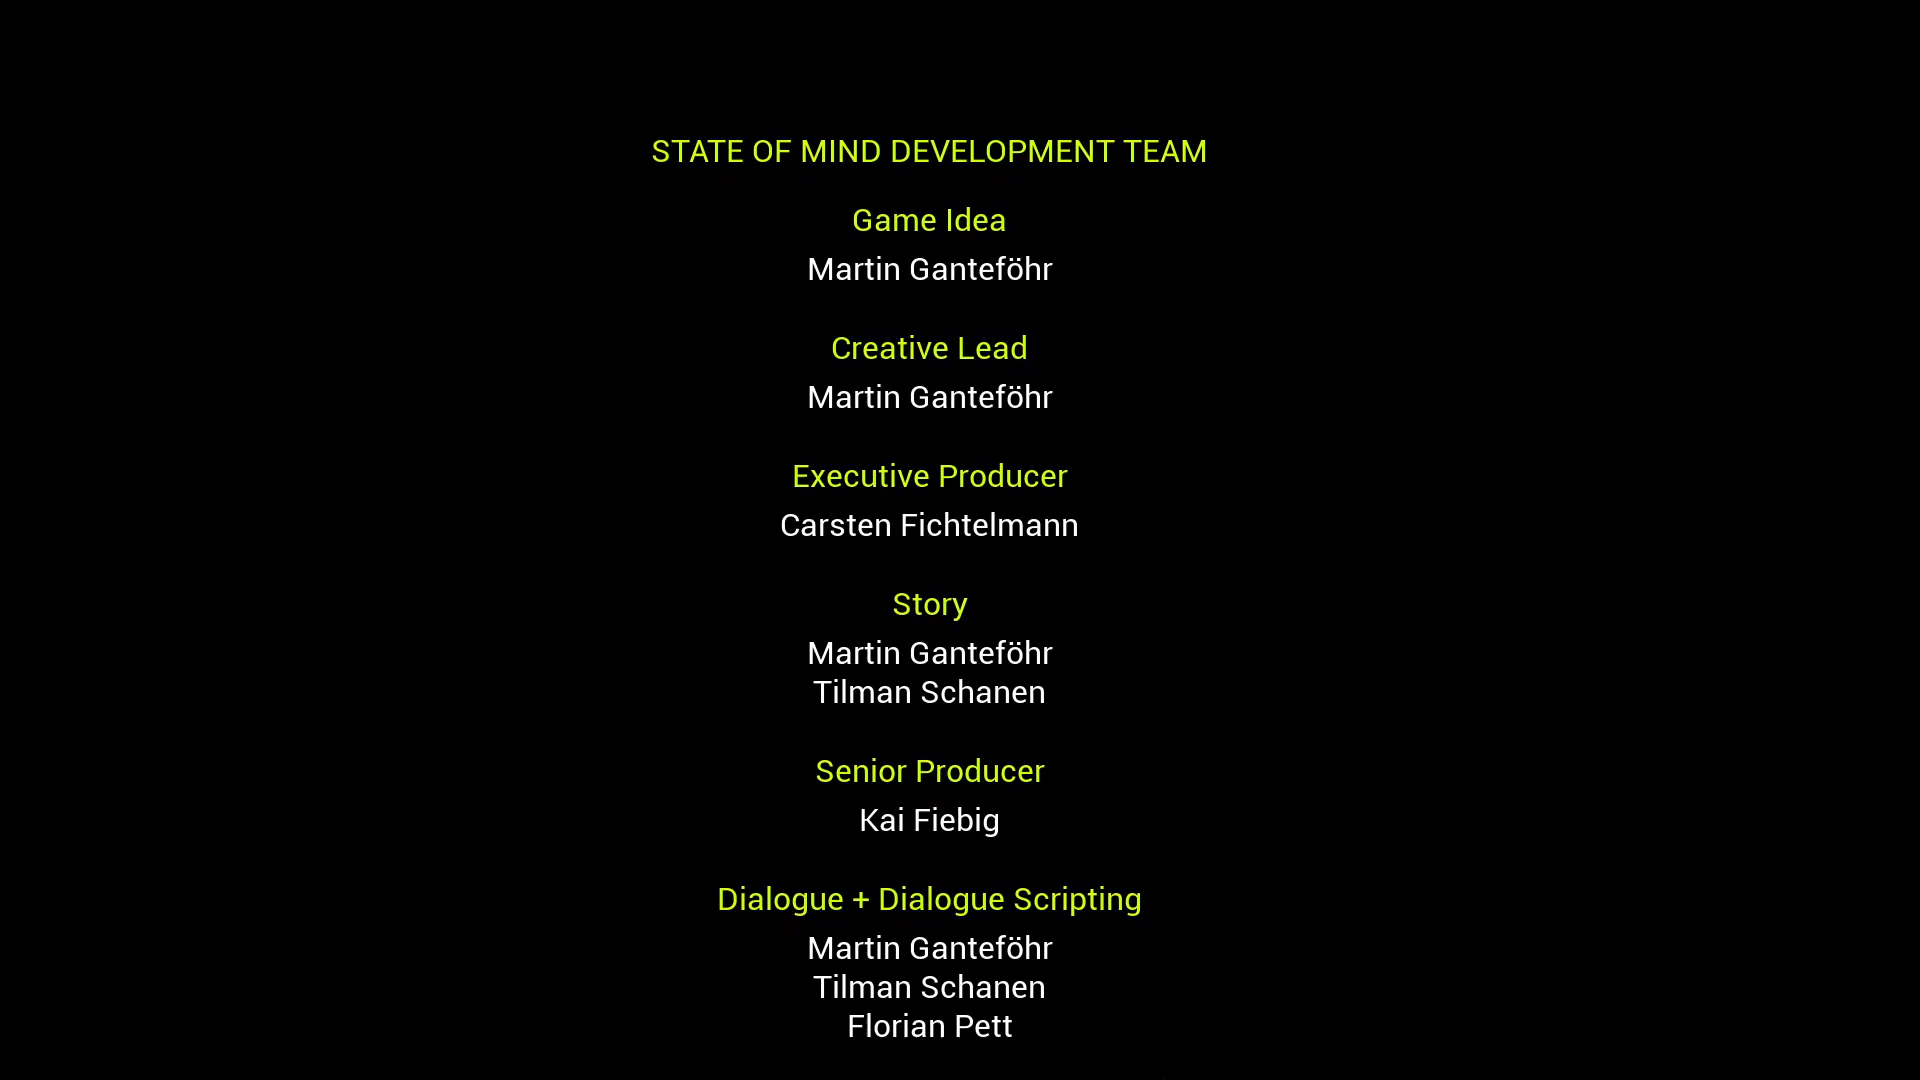 STATE OF MIND DEVELOPMENT TEAM
Game Idea
Martin Ganteföhr
Creative Lead
Martin Ganteföhr
Executive Producer
Carsten Fichtelmann
Story
Martin Ganteföhr
Tilman Schanen
Senior Producer
Kai Fiebig
Dialogue + Dialogue Scripting
Martin Ganteföhr
Tilman Schanen
Florian Pett